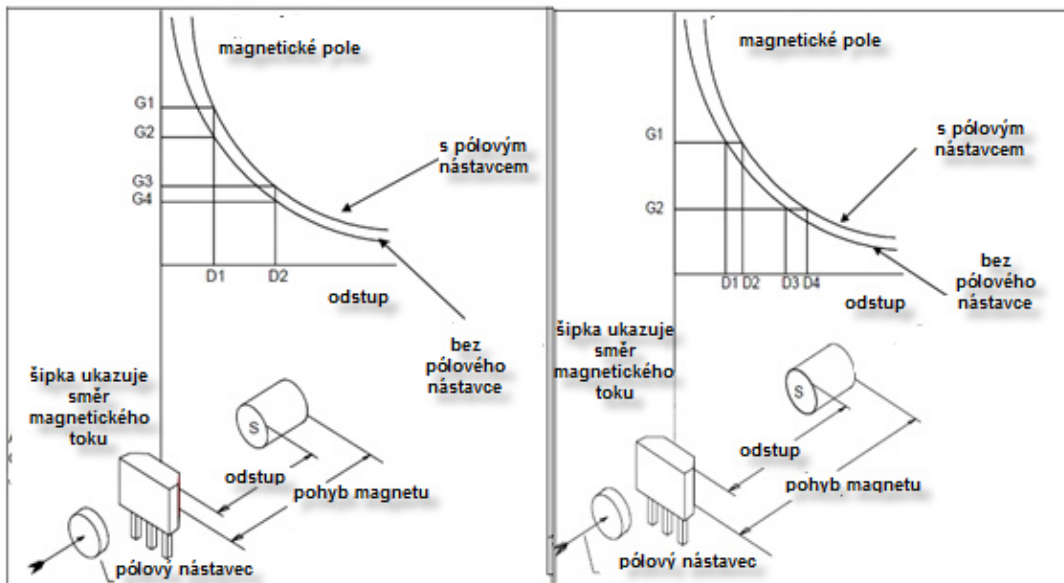 magnetické pole
G1
G2
G3
G4
s pólovým
nástavcem
D1 D2
odstup
bez
pólového
nástavce
šipka ukazuje
směr
magnetického
toku
S
odstup
pohyb magnetu
pólový nástavec
magnetické pole
G1
G2
s pólovým
nástavcem
D1 D2 D3 D4
odstup
bez
pólového
nástavce
šipka ukazuje
směr
magnetického
toku
S
odstup
pohyb magnetu
pólový nástavec